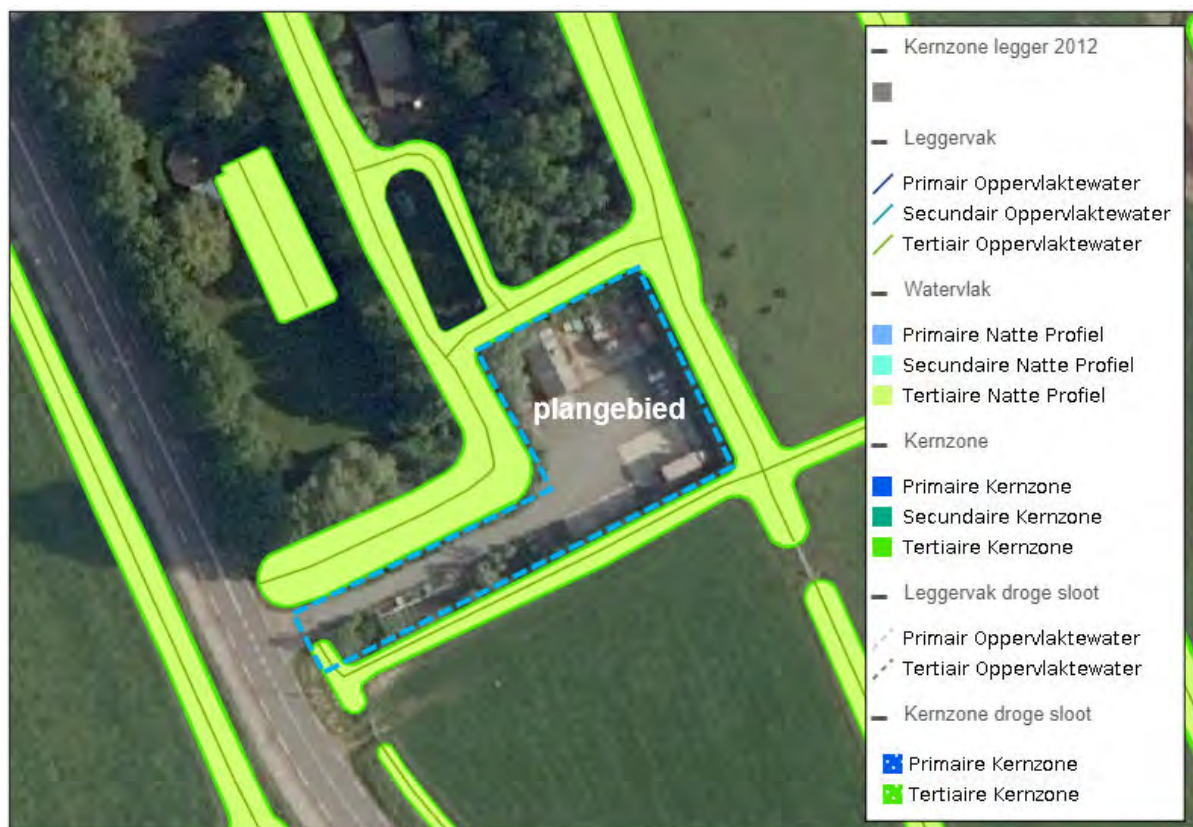 plangebied
Kernzone legger 2012
Leggervak
Primair Oppervlaktewater
Secundair Oppervlaktewater
Tertiair Oppervlaktewater
Watervlak
Primaire Natte Profiel
Secundaire Natte Profiel
Tertiaire Natte Profiel
Kernzone
Primaire Kernzone
Secundaire Kernzone
Tertiaire Kernzone
Leggervak droge sloot
Primair Oppervlaktewater
Tertiair Oppervlaktewater
Kernzone droge sloot
Primaire Kernzone
Tertiaire Kernzone